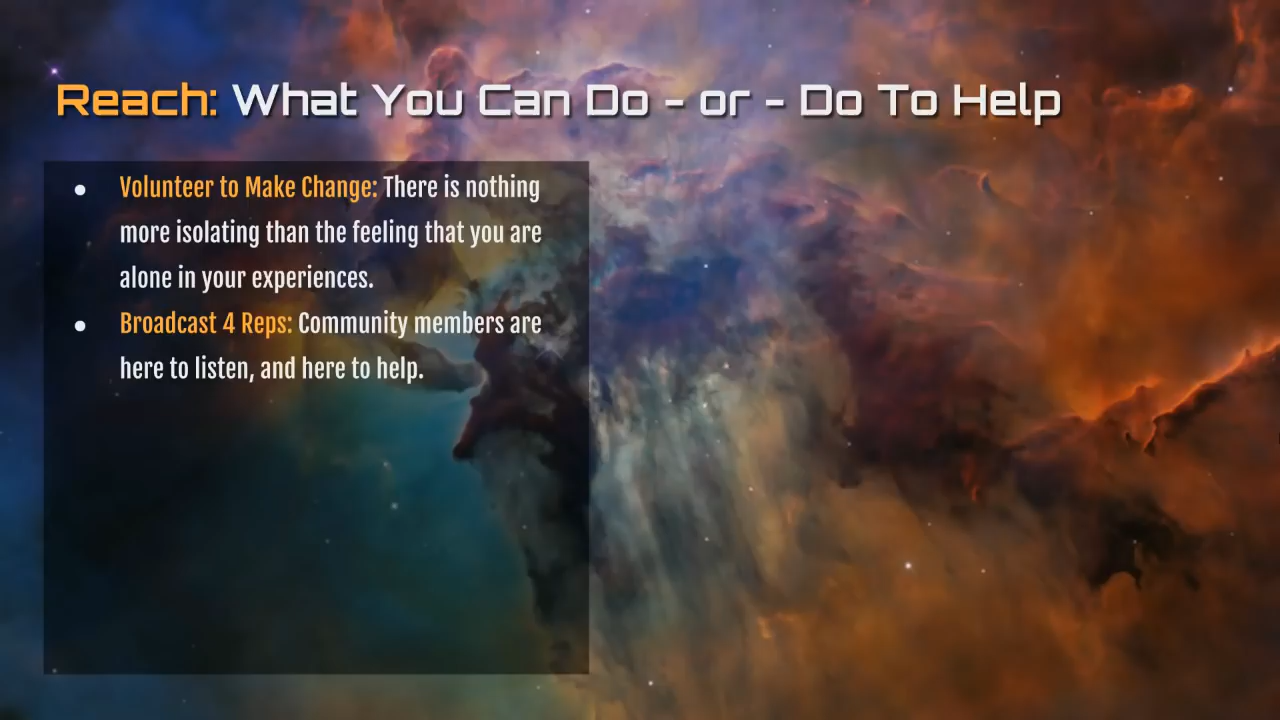 Reach: What You Can Do - or - Do To Help
● Volunteer to Make Change: There is nothing
more isolating than the feeling that you are
alone in your experiences.
● Broadcast 4 Reps: Community members are
here to listen, and here to help.